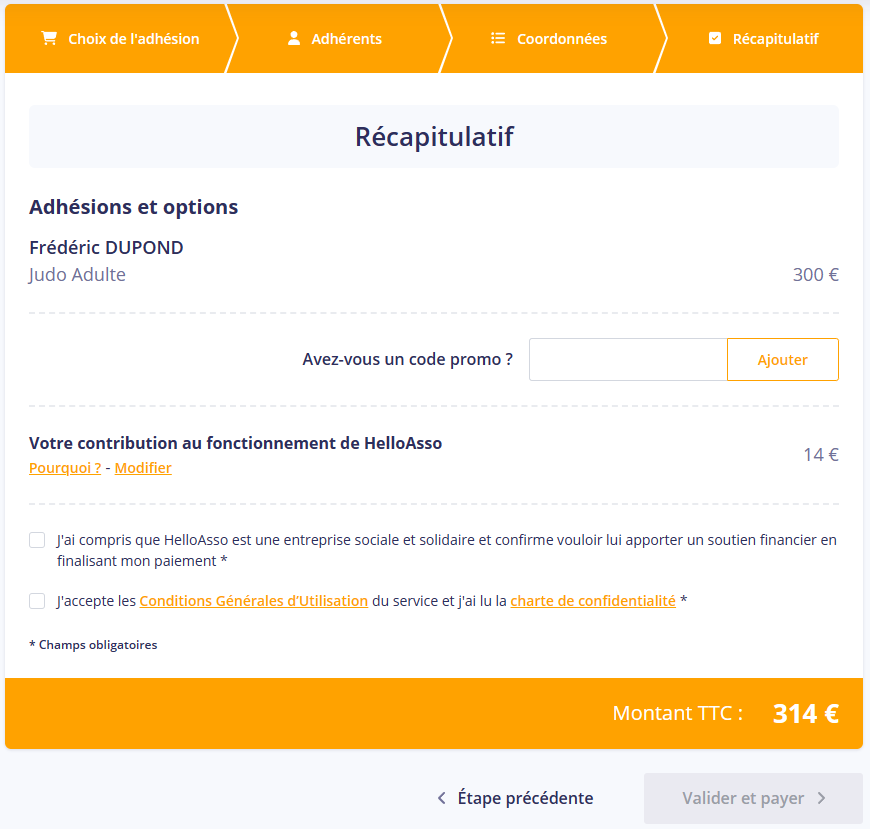 Choix de l'adhésion
Adhérents
Coordonnées
Récapitulatif
Récapitulatif
Adhésions et options
Frédéric DUPOND
Judo Adulte 300 €
Avez-vous un code promo ? Ajouter
Votre contribution au fonctionnement de HelloAsso
Pourquoi ? - Modifier
14 €
J'ai compris que HelloAsso est une entreprise sociale et solidaire et confirme vouloir lui apporter un soutien financier en
finalisant mon paiement *
J'accepte les Conditions Générales d’Utilisation du service et j'ai lu la charte de confidentialité *
* Champs obligatoires
Montant TTC : 314 €
Étape précédente
Valider et payer